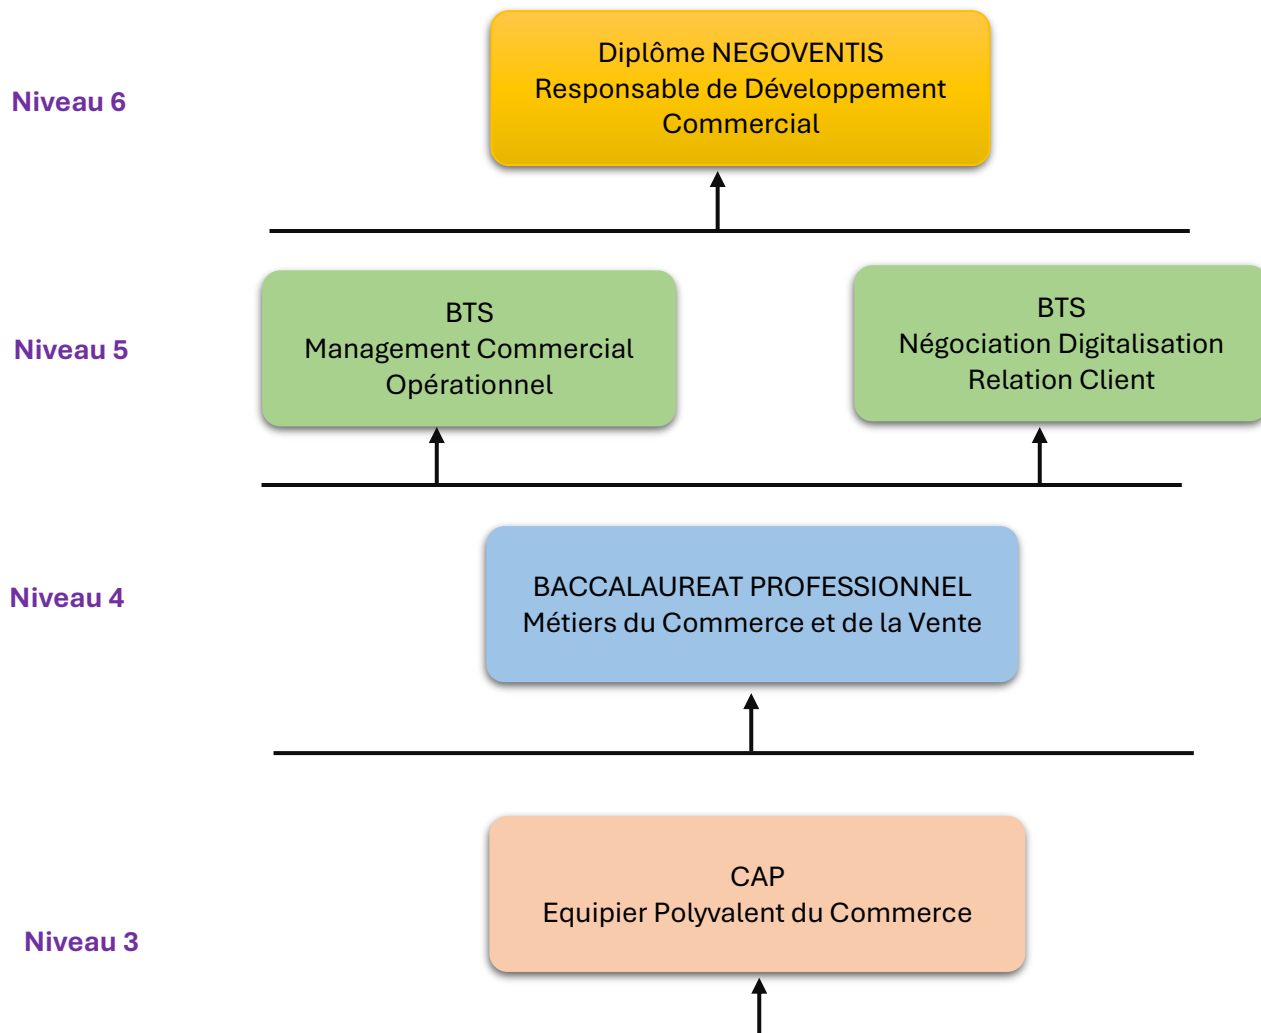 Niveau 6
Diplôme NEGOVENTIS
Responsable de Développement
Commercial
Niveau 5
BTS
Management Commercial
Opérationnel
BTS
Négociation Digitalisation
Relation Client
Niveau 4
BACCALAUREAT PROFESSIONNEL
Métiers du Commerce et de la Vente
Niveau 3
CAP
Equipier Polyvalent du Commerce